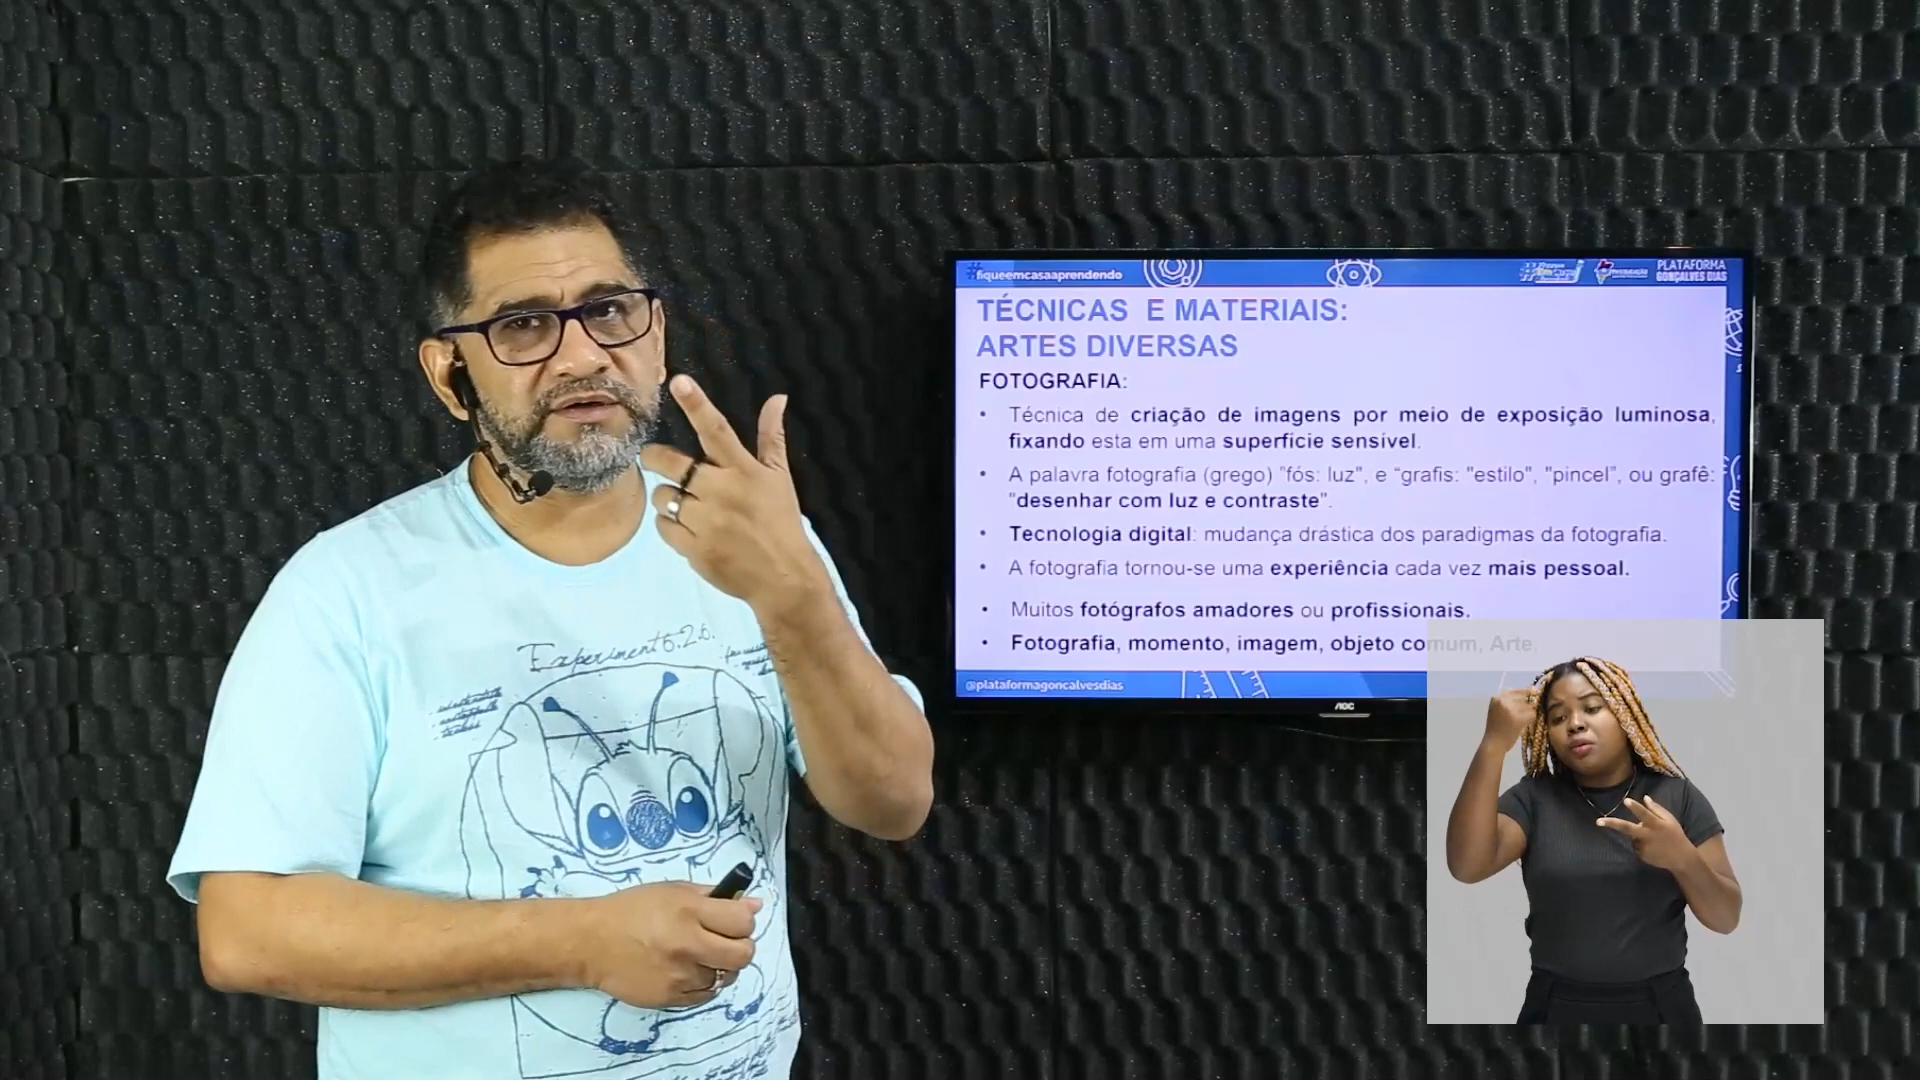 #fiqueemcasaaprendendo
PLATAFORMA
GONÇALVES DIAS
TÉCNICAS E MATERIAIS:
ARTES DIVERSAS
FOTOGRAFIA:
• Técnica de criação de imagens por meio de exposição luminosa,
fixando esta em uma superfície sensível.
• A palavra fotografia (grego) "fós: luz", e "grafis: "estilo", "pincel", ou grafê:
"desenhar com luz e contraste".
• Tecnologia digital: mudança drástica dos paradigmas da fotografia.
• A fotografia tornou-se uma experiência cada vez mais pessoal.
• Muitos fotógrafos amadores ou profissionais.
• Fotografia, momento, imagem, objeto comum, Arte.
@plataformagoncalvesdias
AOC
Experiment 6.2.6.